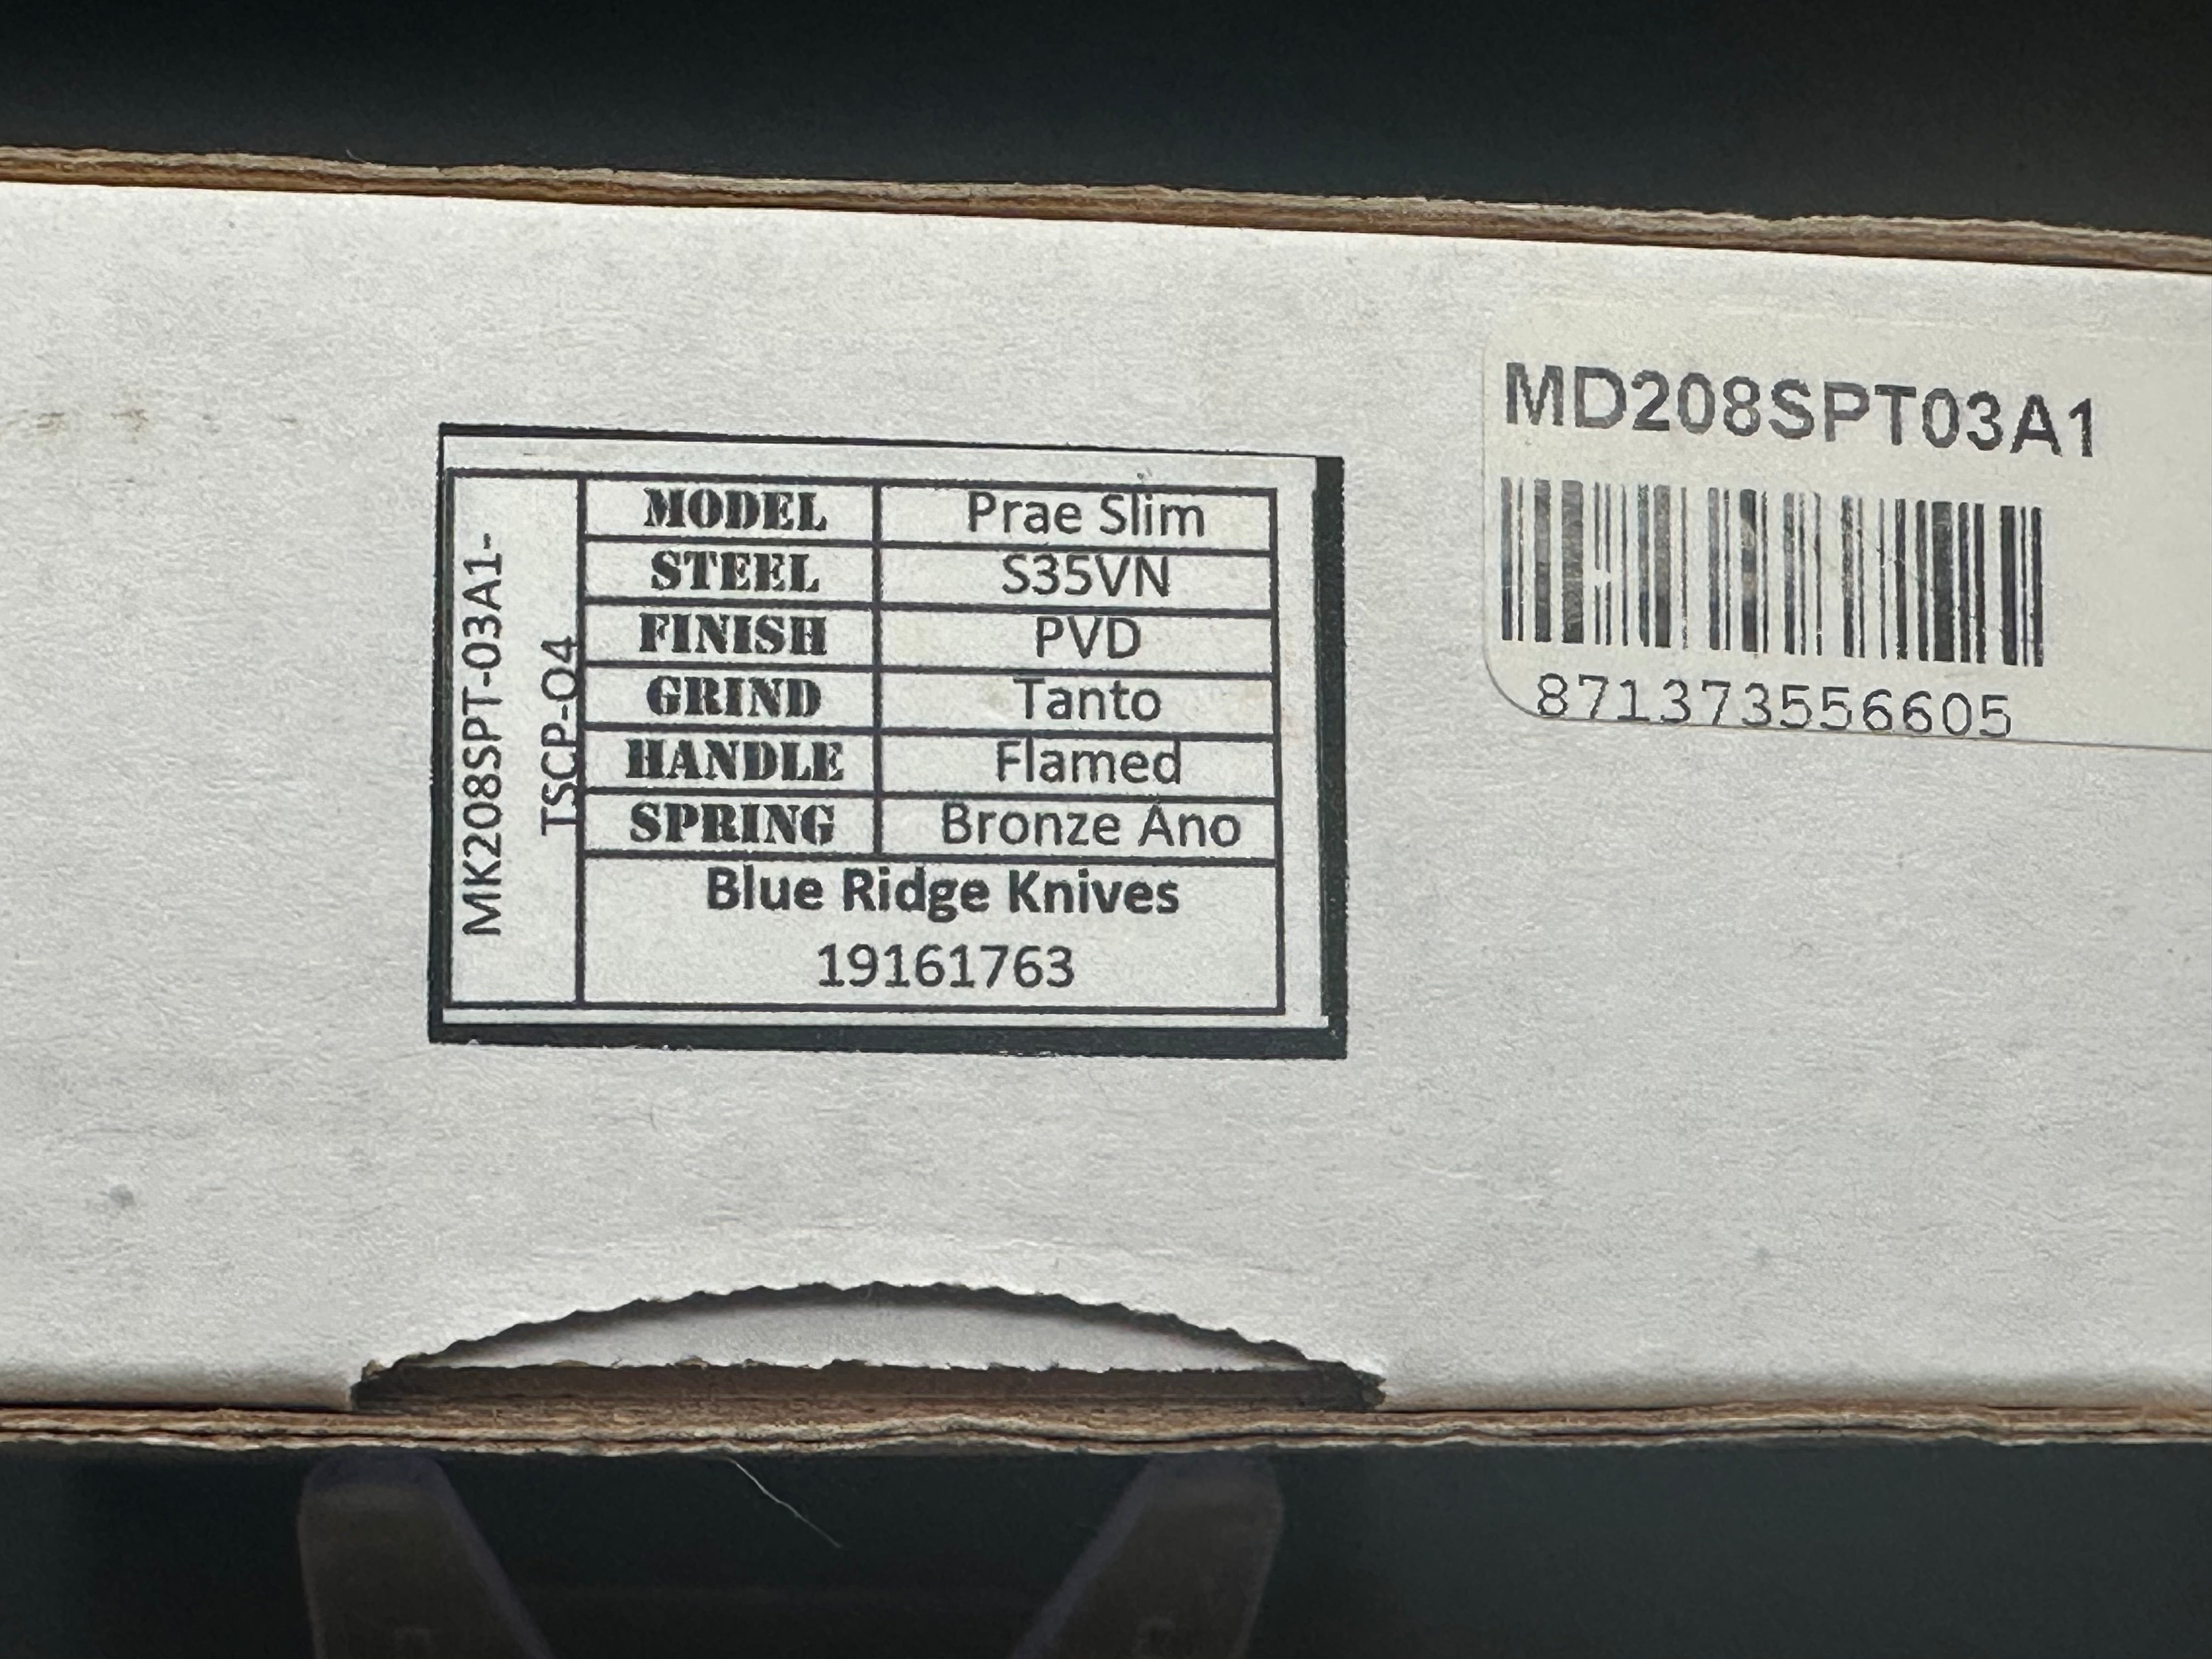 MK208SPT-03A1-
TSCP-04
MODEL Prae Slim
STEEL S35VN
FINISH PVD
GRIND Tanto
HANDLE Flamed
SPRING Bronze Ano
Blue Ridge Knives
19161763
MD208SPT03A1
871373556605